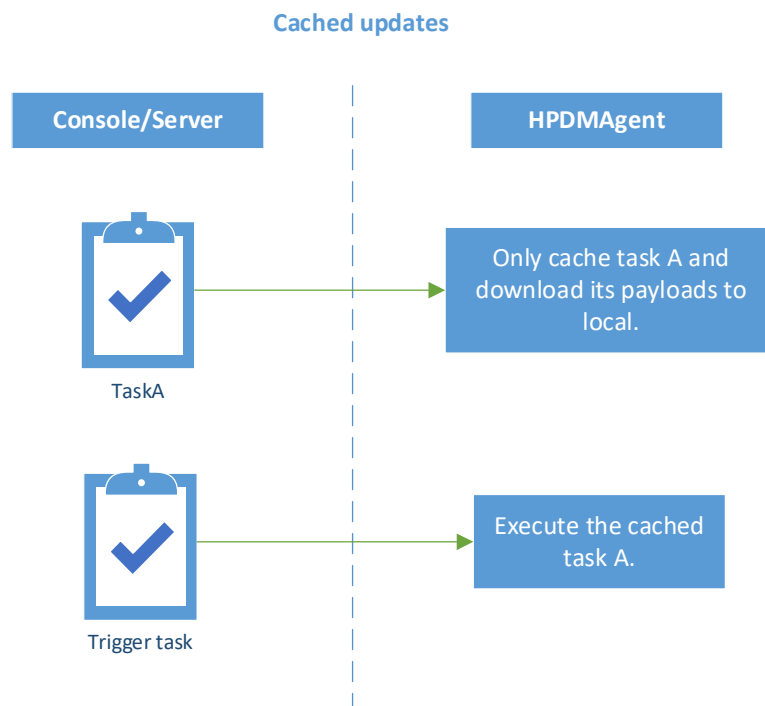 Cached updates
Console/Server
HPDMAgent
Only cache task A and
download its payloads to
local.
TaskA
Execute the cached
task A.
Trigger task